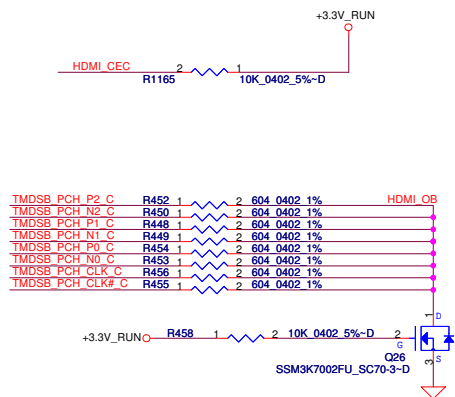 +3.3V_RUN
HDMI_CEC 2 1
R1165 10K_0402_5%~D
TMDSB_PCH_P2_C R452 1 2 604_0402_1% HDMI_OB
TMDSB_PCH_N2_C R450 1 2 604_0402_1%
TMDSB_PCH_P1_C R448 1 2 604_0402_1%
TMDSB_PCH_N1_C R449 1 2 604_0402_1%
TMDSB_PCH_P0_C R454 1 2 604_0402_1%
TMDSB_PCH_N0_C R453 1 2 604_0402_1%
TMDSB_PCH_CLK_C R456 1 2 604_0402_1%
TMDSB_PCH_CLK#_C R455 1 2 604_0402_1%
1 D
+3.3V_RUN R458 1 2 10K_0402_5%~D 2
G
Q26 3 S
SSM3K7002FU_SC70-3~D